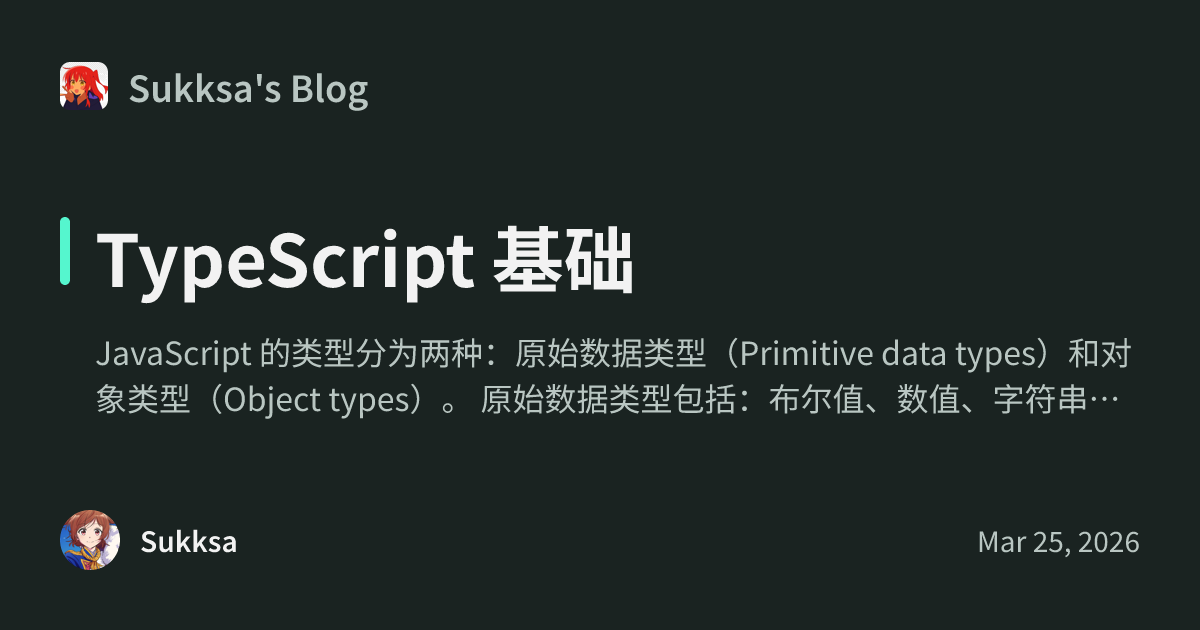 Sukksa's Blog
TypeScript 基础
JavaScript 的类型分为两种：原始数据类型（Primitive data types）和对
象类型（Object types）。 原始数据类型包括：布尔值、数值、字符串…
Sukksa
Mar 25, 2026